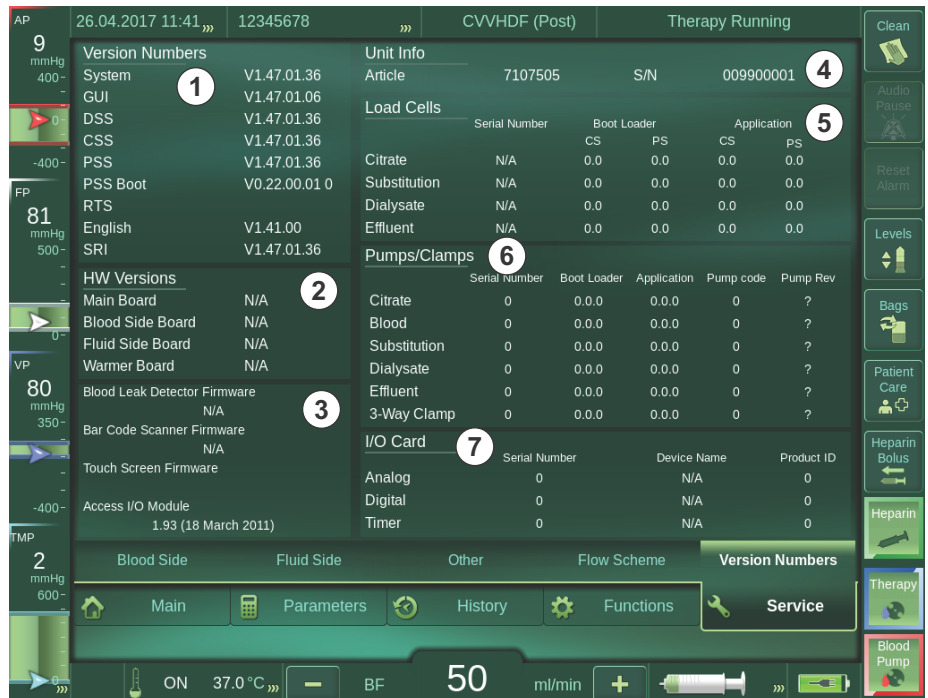 AP
9
mmHg
400
0
-400
FP
81
mmHg
500
0
VP
80
mmHg
350
-400
TMP
2
mmHg
600
0
26.04.2017 11:41 12345678 CVVHDF (Post) Therapy Running
Version Numbers
1
System V1.47.01.36
GUI V1.47.01.06
DSS V1.47.01.36
CSS V1.47.01.36
PSS V1.47.01.36
PSS Boot V0.22.00.01 0
RTS
English V1.41.00
SRI V1.47.01.36
HW Versions
2
Main Board N/A
Blood Side Board N/A
Fluid Side Board N/A
Warmer Board N/A
Blood Leak Detector Firmware
N/A
3
Bar Code Scanner Firmware
N/A
Touch Screen Firmware
Access I/O Module
1.93 (18 March 2011)
Unit Info
4
Article 7107505 S/N 009900001
Load Cells
5
Serial Number Boot Loader Application
CS PS CS PS
Citrate N/A 0.0 0.0 0.0 0.0
Substitution N/A 0.0 0.0 0.0 0.0
Dialysate N/A 0.0 0.0 0.0 0.0
Effluent N/A 0.0 0.0 0.0 0.0
Pumps/Clamps
6
Serial Number Boot Loader Application Pump code Pump Rev
Citrate 0 0.0.0 0.0.0 0 ?
Blood 0 0.0.0 0.0.0 0 ?
Substitution 0 0.0.0 0.0.0 0 ?
Dialysate 0 0.0.0 0.0.0 0 ?
Effluent 0 0.0.0 0.0.0 0 ?
3-Way Clamp 0 0.0.0 0.0.0 0 ?
I/O Card
7
Serial Number Device Name Product ID
Analog 0 N/A 0
Digital 0 N/A 0
Timer 0 N/A 0
Blood Side Fluid Side Other Flow Scheme Version Numbers
Main Parameters History Functions Service
ON 37.0 °C − BF 50 ml/min +
Clean
Audio
Pause
Reset
Alarm
Levels
Bags
Patient
Care
Heparin
Bolus
Heparin
Therapy
Blood
Pump